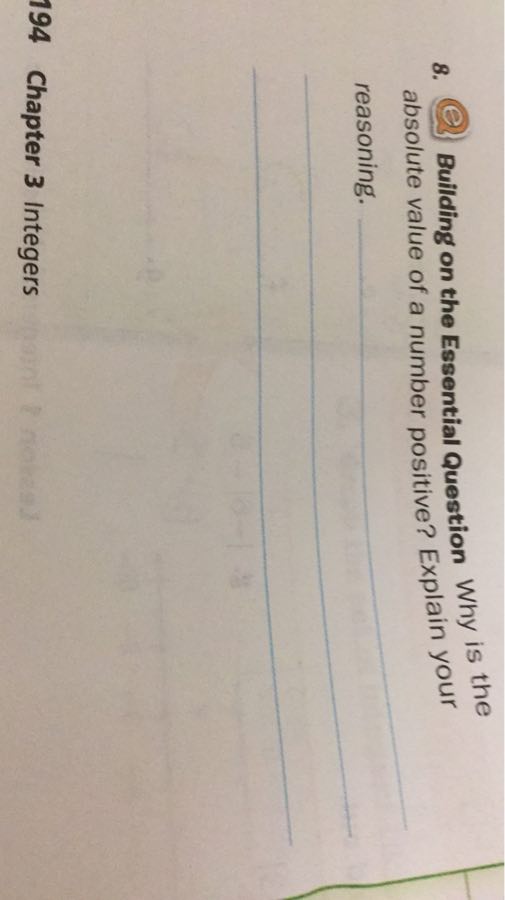 8. e Building on the Essential Question Why is the
absolute value of a number positive? Explain your
reasoning.
194 Chapter 3 Integers